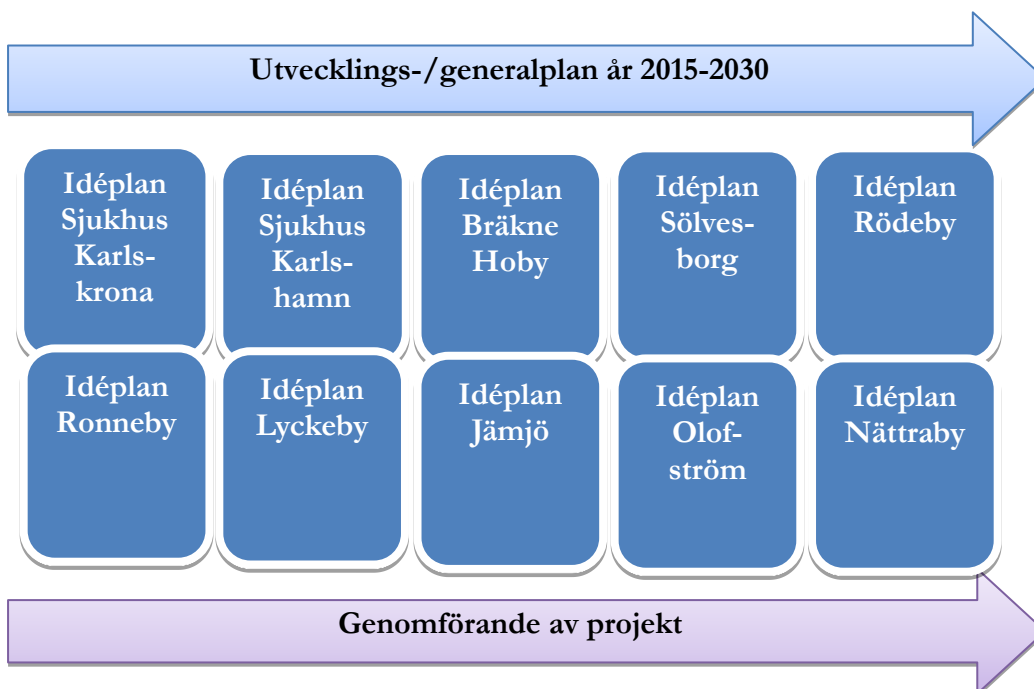 Utvecklings-/generalplan år 2015-2030
Idéplan
Sjukhus
Karls-
krona
Idéplan
Sjukhus
Karls-
hamn
Idéplan
Bräkne
Hoby
Idéplan
Sölves-
borg
Idéplan
Rödeby
Idéplan
Ronneby
Idéplan
Lyckeby
Idéplan
Jämjö
Idéplan
Olof-
ström
Idéplan
Nättraby
Genomförande av projekt